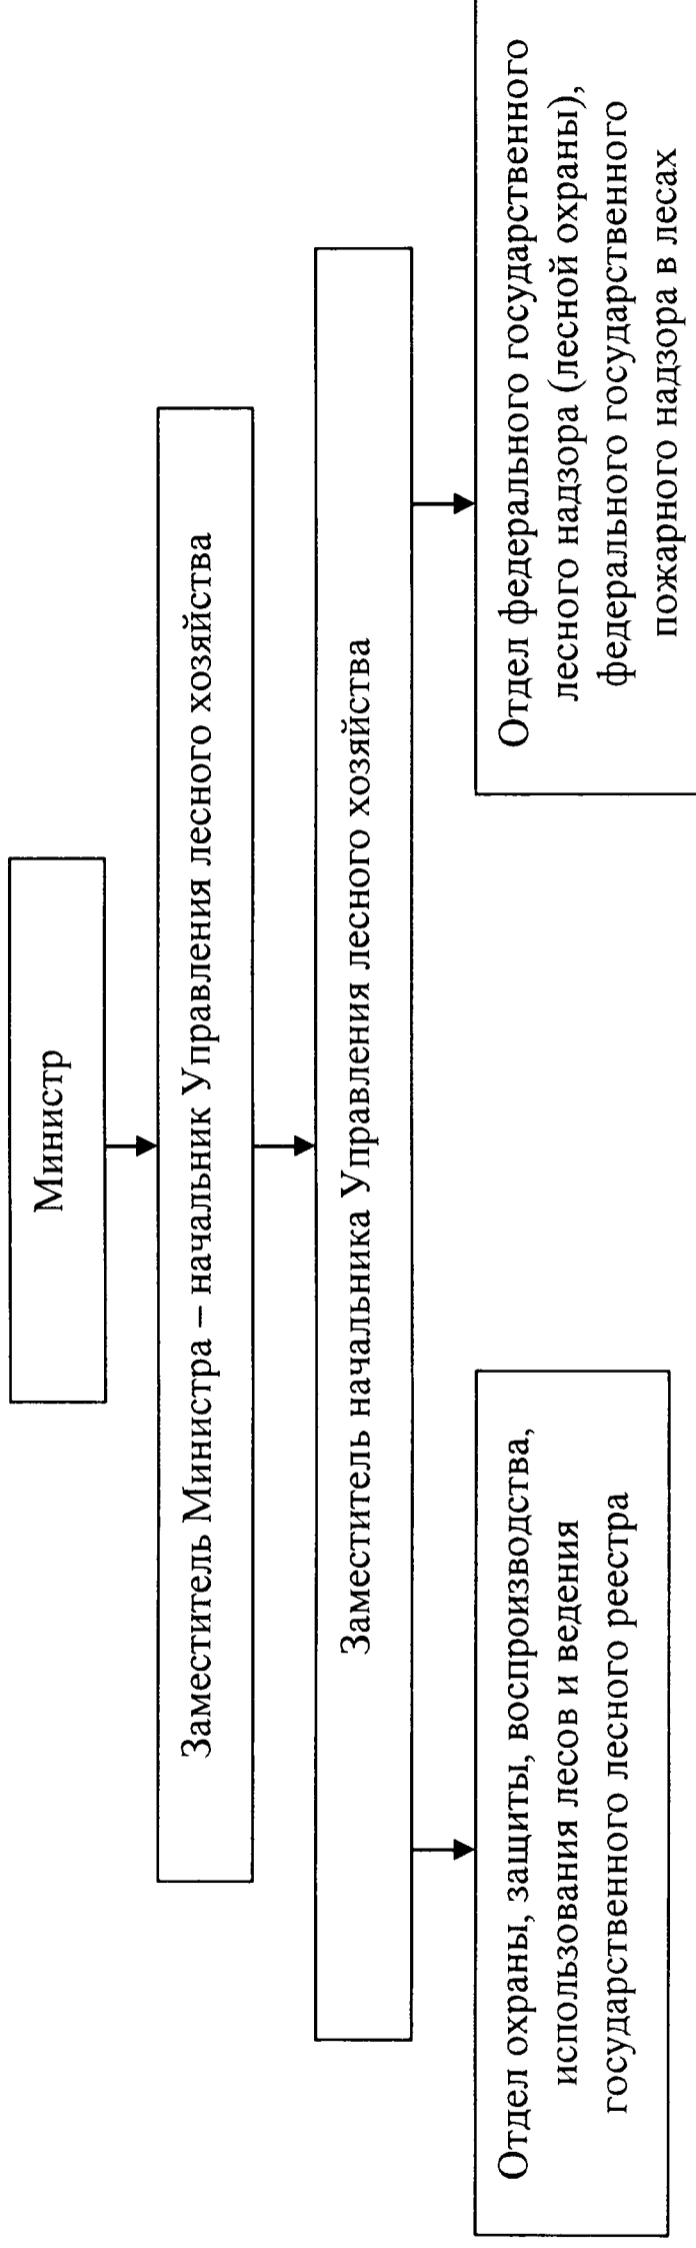 Министр
Заместитель Министра – начальник Управления лесного хозяйства
Заместитель начальника Управления лесного хозяйства
Отдел охраны, защиты, воспроизводства,
использования лесов и ведения
государственного лесного реестра
Отдел федерального государственного
лесного надзора (лесной охраны),
федерального государственного
пожарного надзора в лесах